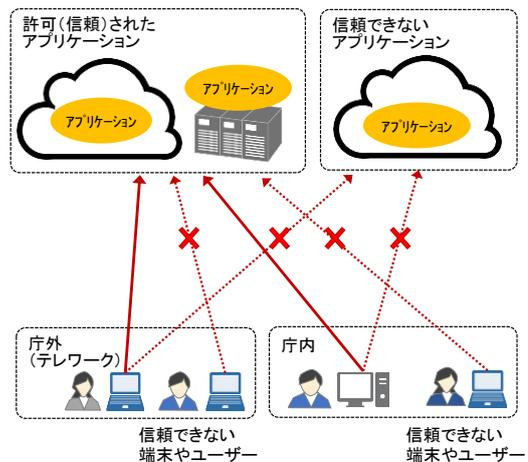 許可(信頼)された
アプリケーション
信頼できない
アプリケーション
アプリケーション
アプリケーション
アプリケーション
庁外
(テレワーク)
庁内
信頼できない
端末やユーザー
信頼できない
端末やユーザー